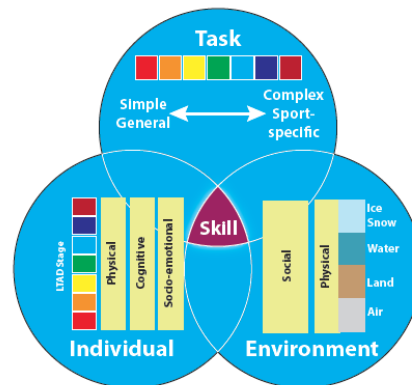 Task
Simple
General
Complex
Sport-
specific
Skill
LTAD Stage
Physical
Cognitive
Socio-emotional
Individual
Social
Physical
Ice
Snow
Water
Land
Air
Environment